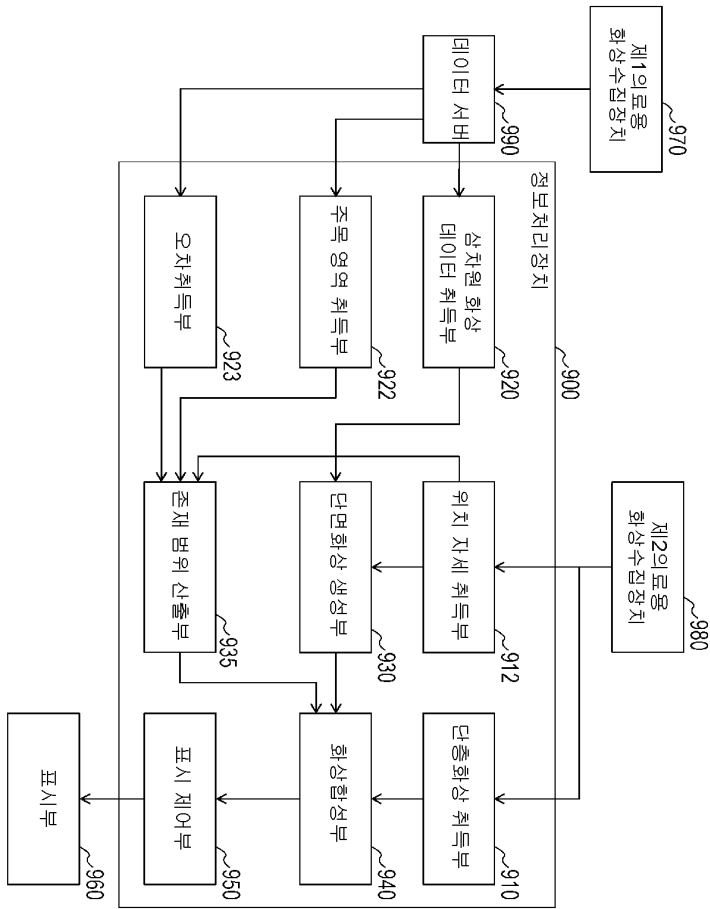 제1의료용
화상수집장치
970
데이터 서버
990
정보처리장치
900
삼차원 화상
데이터 취득부
920
주목 영역 취득부
922
오차취득부
923
제2의료용
화상수집장치
980
위치 자세 취득부
912
단면화상 생성부
930
존재 범위 산출부
935
단층화상 취득부
910
화상합성부
940
표시 제어부
950
표시부
960